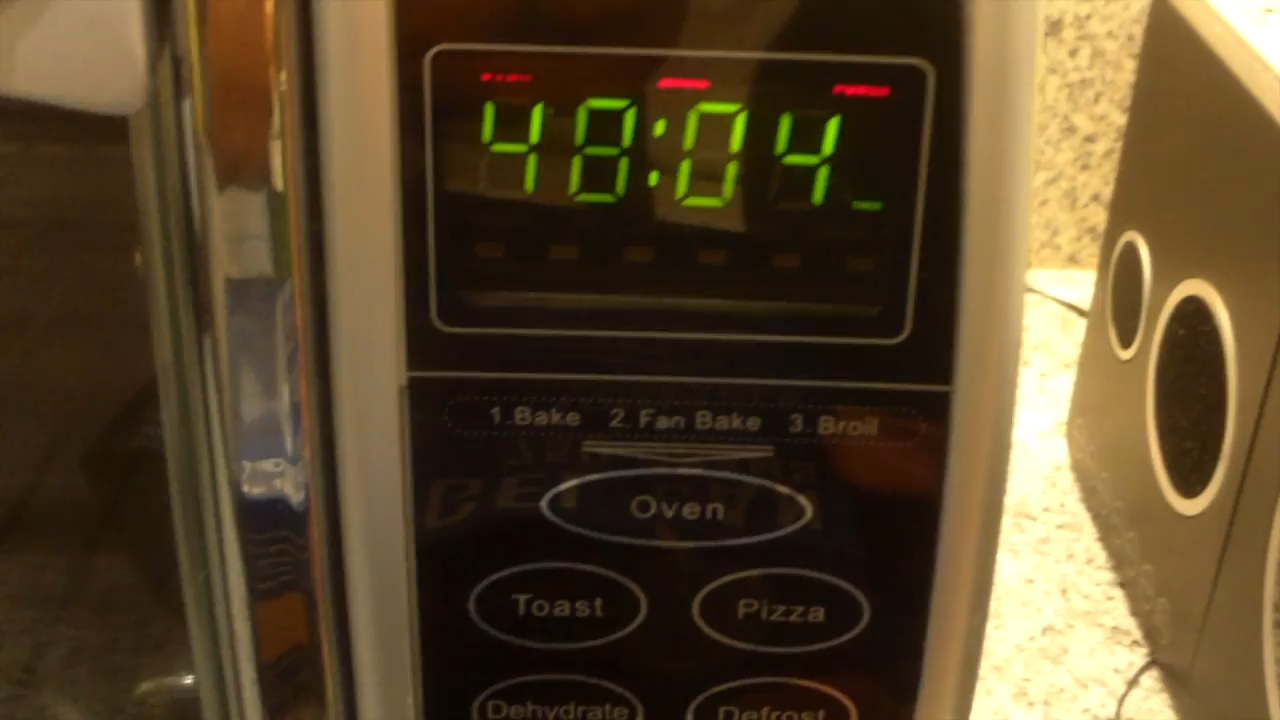 48:04
1.Bake 2.Fan Bake 3.Broil
Oven
Toast Pizza
Dehydrate Defrost